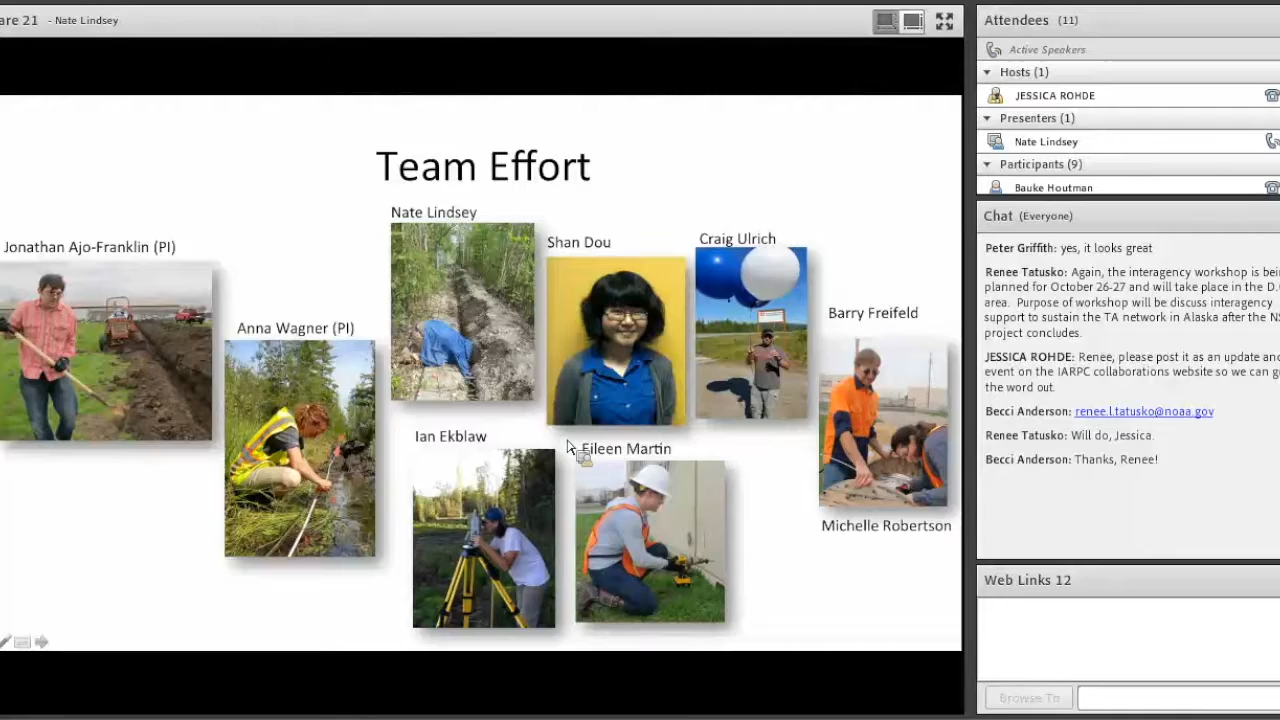 are 21 - Nate Lindsey
Team Effort
Nate Lindsey
Jonathan Ajo-Franklin (PI)
Shan Dou
Craig Ulrich
Anna Wagner (PI)
Barry Freifeld
Ian Ekblaw
Eileen Martin
Michelle Robertson
Attendees (11)
Active Speakers
Hosts (1)
JESSICA ROHDE
Presenters (1)
Nate Lindsey
Participants (9)
Bauke Houtman
Chat (Everyone)
Peter Griffith: yes, it looks great
Renee Tatusko: Again, the interagency workshop is bei
planned for October 26-27 and will take place in the D.
area. Purpose of workshop will be discuss interagency
support to sustain the TA network in Alaska after the NS
project concludes.
JESSICA ROHDE: Renee, please post it as an update an
event on the IARPC collaborations website so we can g
the word out.
Becci Anderson: renee.l.tatusko@noaa.gov
Renee Tatusko: Will do, Jessica.
Becci Anderson: Thanks, Renee!
Web Links 12
Browse To